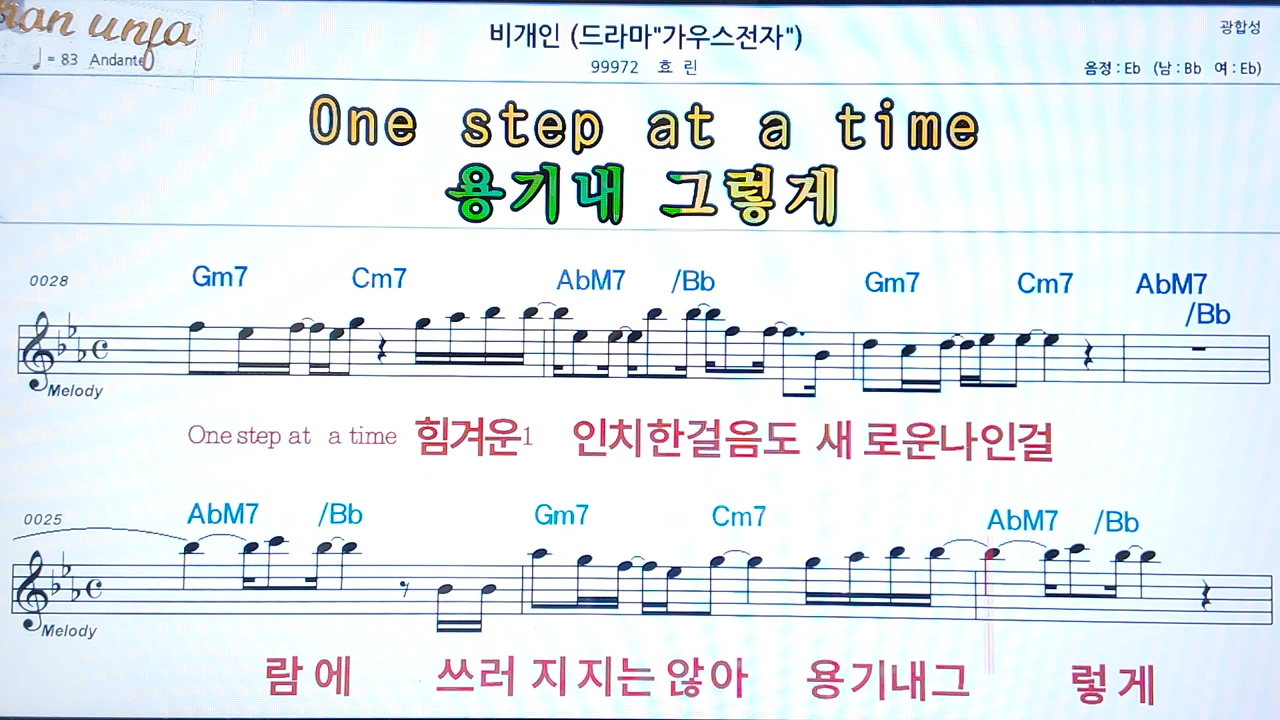 비개인 (드라마"가우스전자")
광합성
♩ = 83 Andante
99972 효 린
음정 : Eb (남 : Bb 여 : Eb)
One step at a time
용기내 그렇게
0028
Gm7 Cm7 AbM7 /Bb Gm7 Cm7 AbM7
/Bb
Melody
One step at a time 힘겨운1 인치한걸음도 새 로운나인걸
0025
AbM7 /Bb Gm7 Cm7 AbM7 /Bb
Melody
람 에 쓰러 지지는 않아 용기내그 렇 게